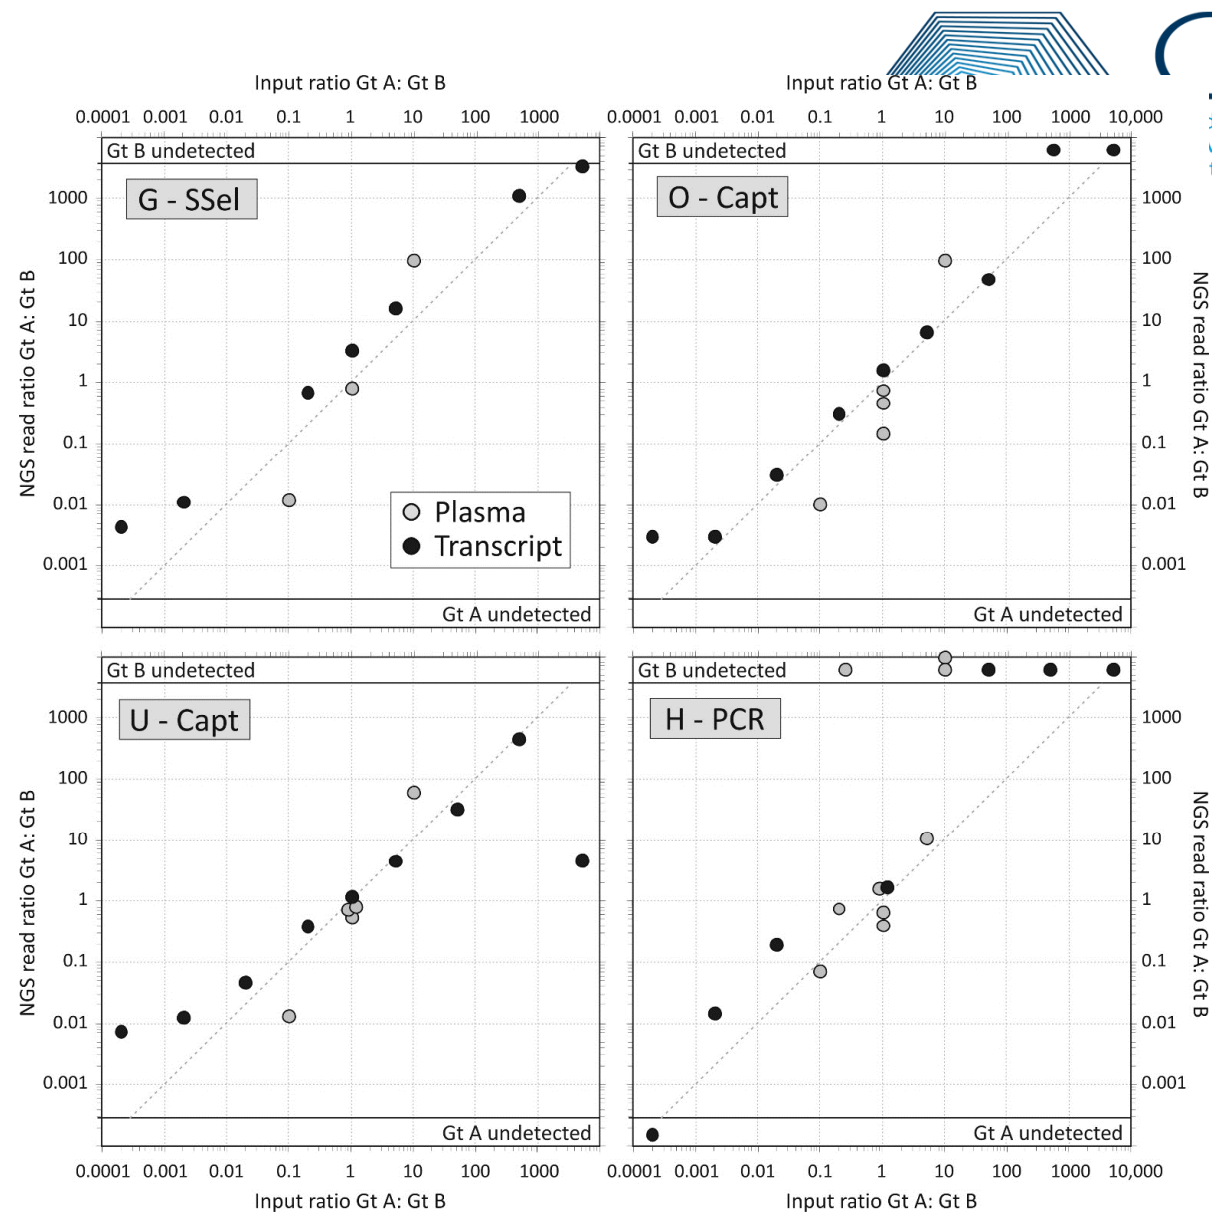 Input ratio Gt A: Gt B
Input ratio Gt A: Gt B
0.0001 0.001 0.01 0.1 1 10 100 1000
0.0001 0.001 0.01 0.1 1 10 100 1000 10,000
Gt B undetected
G - SSel
1000
100
10
1
0.1
0.01
0.001
NGS read ratio Gt A: Gt B
Plasma
Transcript
Gt A undetected
Gt B undetected
O - Capt
1000
100
10
1
0.1
0.01
0.001
NGS read ratio Gt A: Gt B
Gt A undetected
Gt B undetected
U - Capt
1000
100
10
1
0.1
0.01
0.001
NGS read ratio Gt A: Gt B
Gt A undetected
Gt B undetected
H - PCR
1000
100
10
1
0.1
0.01
0.001
NGS read ratio Gt A: Gt B
Gt A undetected
0.0001 0.001 0.01 0.1 1 10 100 1000
0.0001 0.001 0.01 0.1 1 10 100 1000 10,000
Input ratio Gt A: Gt B
Input ratio Gt A: Gt B